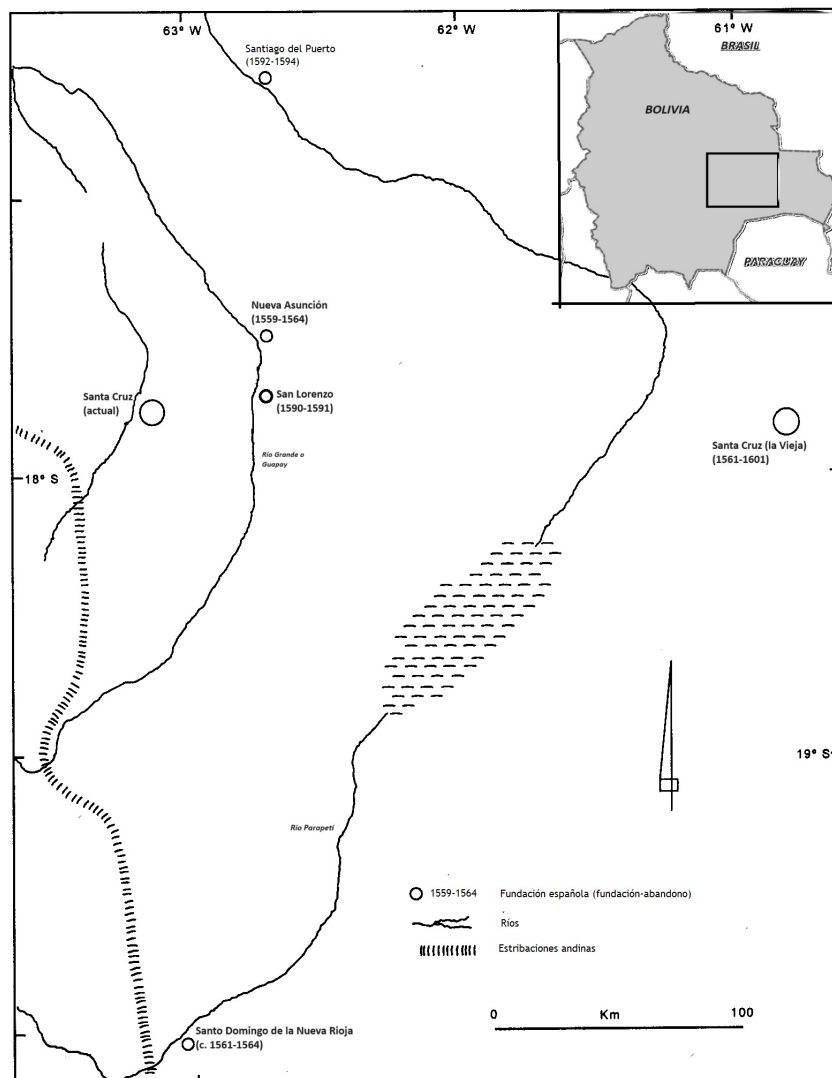 63° W
62° W
61° W
Santiago del Puerto
(1592-1594)
BRASIL
BOLIVIA
PARAGUAY
Nueva Asunción
(1559-1564)
Santa Cruz
(actual)
San Lorenzo
(1590-1591)
Santa Cruz (la Vieja)
(1561-1601)
Río Grande o
Guapay
18° S
19° S
Río Parapetí
1559-1564 Fundación española (fundación-abandono)
Ríos
Estribaciones andinas
0 Km 100
Santo Domingo de la Nueva Rioja
(c. 1561-1564)